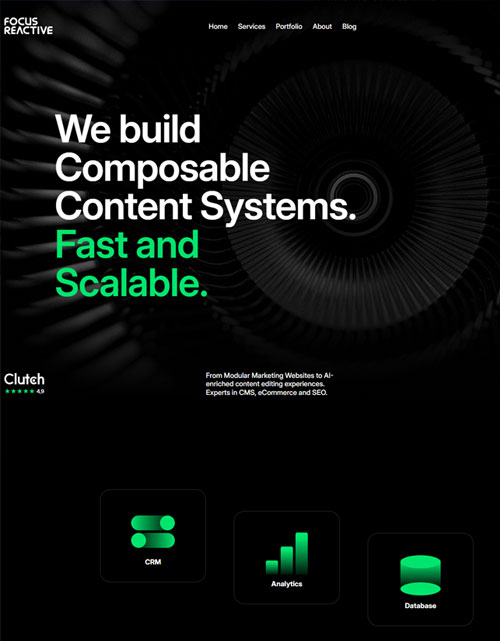 FOCUS
REACTIVE
Home Services Portfolio About Blog
We build
Composable
Content Systems.
Fast and
Scalable.
Clutch
4,9
From Modular Marketing Websites to AI-
enriched content editing experiences.
Experts in CMS, eCommerce and SEO.
CRM
Analytics
Database